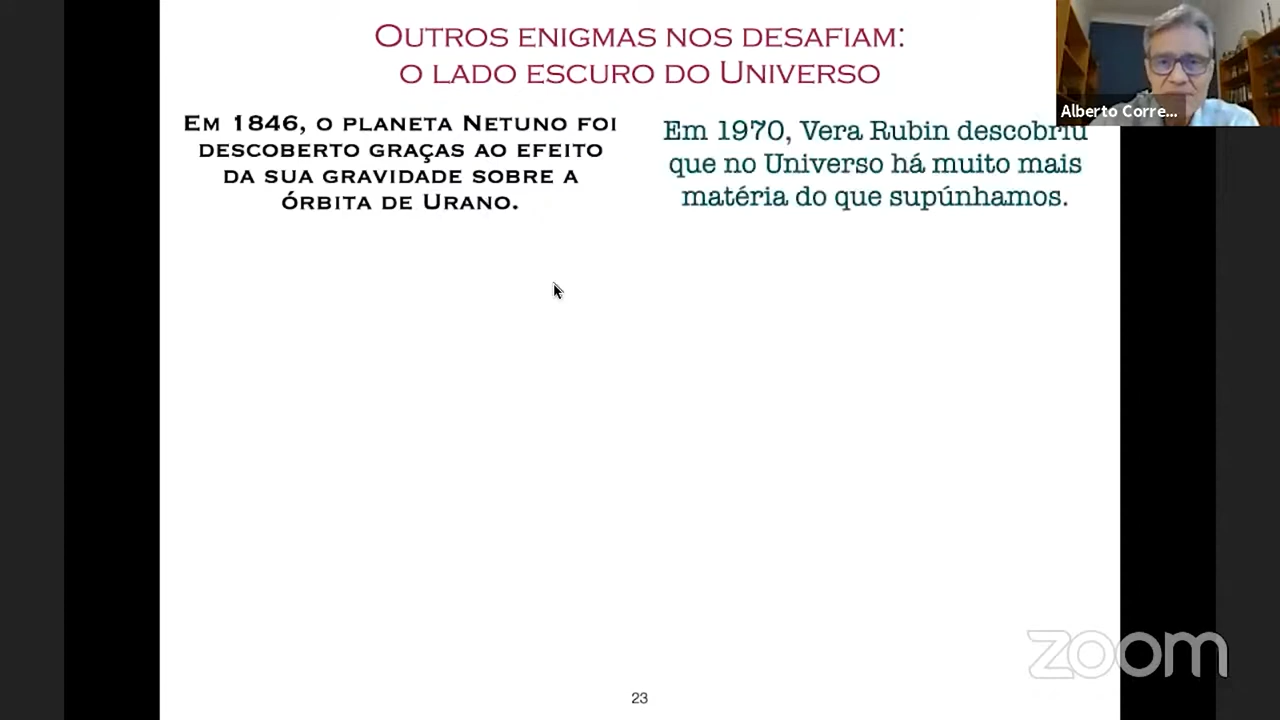 Outros enigmas nos desafiam:
o lado escuro do Universo
Em 1846, o planeta Netuno foi
descoberto graças ao efeito
da sua gravidade sobre a
órbita de Urano.
Em 1970, Vera Rubin descobriu
que no Universo há muito mais
matéria do que supúnhamos.
Alberto Corre...
zoom
23